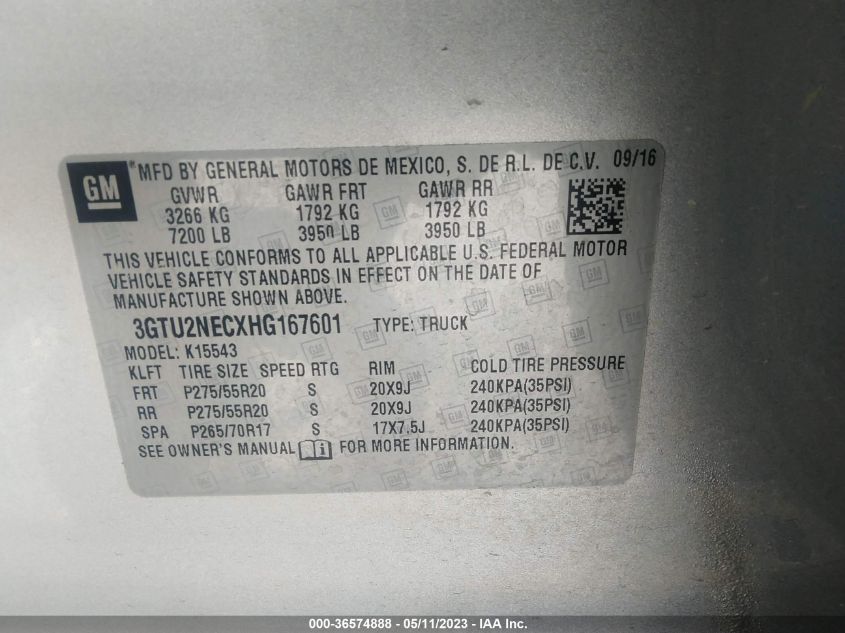 GM
MFD BY GENERAL MOTORS DE MEXICO, S. DE R.L. DE C.V. 09/16
GVWR GAWR FRT GAWR RR
3266 KG 1792 KG 1792 KG
7200 LB 3950 LB 3950 LB
THIS VEHICLE CONFORMS TO ALL APPLICABLE U.S. FEDERAL MOTOR
VEHICLE SAFETY STANDARDS IN EFFECT ON THE DATE OF
MANUFACTURE SHOWN ABOVE.
3GTU2NECXHG167601 TYPE: TRUCK
MODEL: K15543
KLFT TIRE SIZE SPEED RTG RIM COLD TIRE PRESSURE
FRT P275/55R20 S 20X9J 240KPA(35PSI)
RR P275/55R20 S 20X9J 240KPA(35PSI)
SPA P265/70R17 S 17X7.5J 240KPA(35PSI)
SEE OWNER'S MANUAL i FOR MORE INFORMATION.
000-36574888 - 05/11/2023 - IAA Inc.